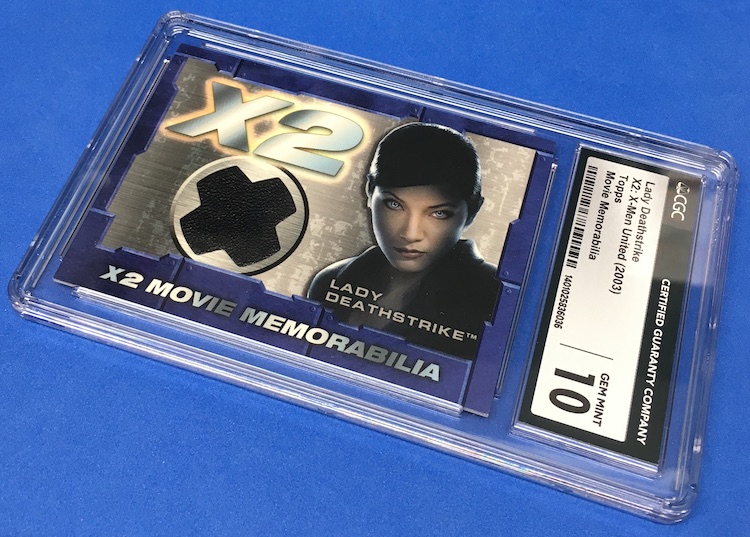 X2
LADY
DEATHSTRIKE™
X2 MOVIE MEMORABILIA
CGC
CERTIFIED GUARANTY COMPANY
Lady Deathstrike
X2: X-Men United (2003)
Topps
Movie Memorabilia
1401025836036
GEM MINT
10